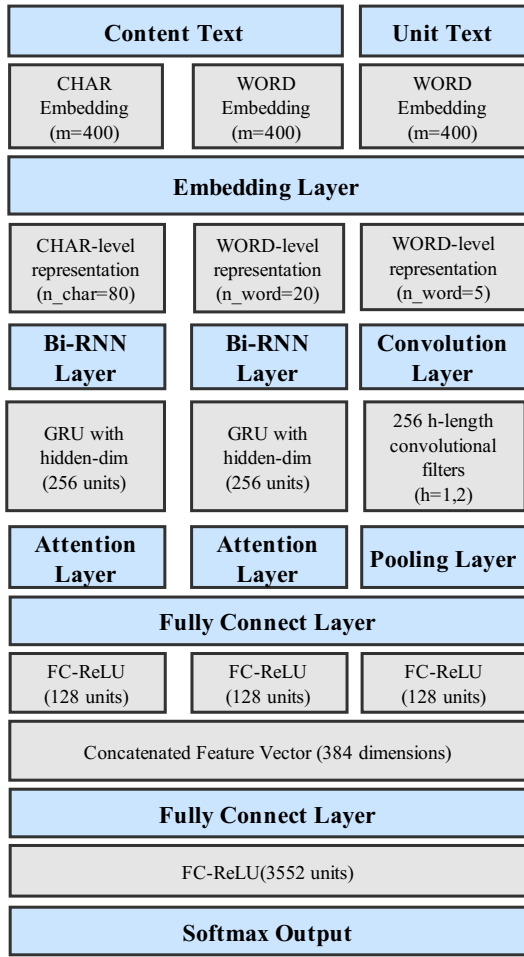 Content Text
Unit Text
CHAR
Embedding
(m=400)
WORD
Embedding
(m=400)
WORD
Embedding
(m=400)
Embedding Layer
CHAR-level
representation
(n_char=80)
WORD-level
representation
(n_word=20)
WORD-level
representation
(n_word=5)
Bi-RNN
Layer
Bi-RNN
Layer
Convolution
Layer
GRU with
hidden-dim
(256 units)
GRU with
hidden-dim
(256 units)
256 h-length
convolutional
filters
(h=1,2)
Attention
Layer
Attention
Layer
Pooling Layer
Fully Connect Layer
FC-ReLU
(128 units)
FC-ReLU
(128 units)
FC-ReLU
(128 units)
Concatenated Feature Vector (384 dimensions)
Fully Connect Layer
FC-ReLU(3552 units)
Softmax Output